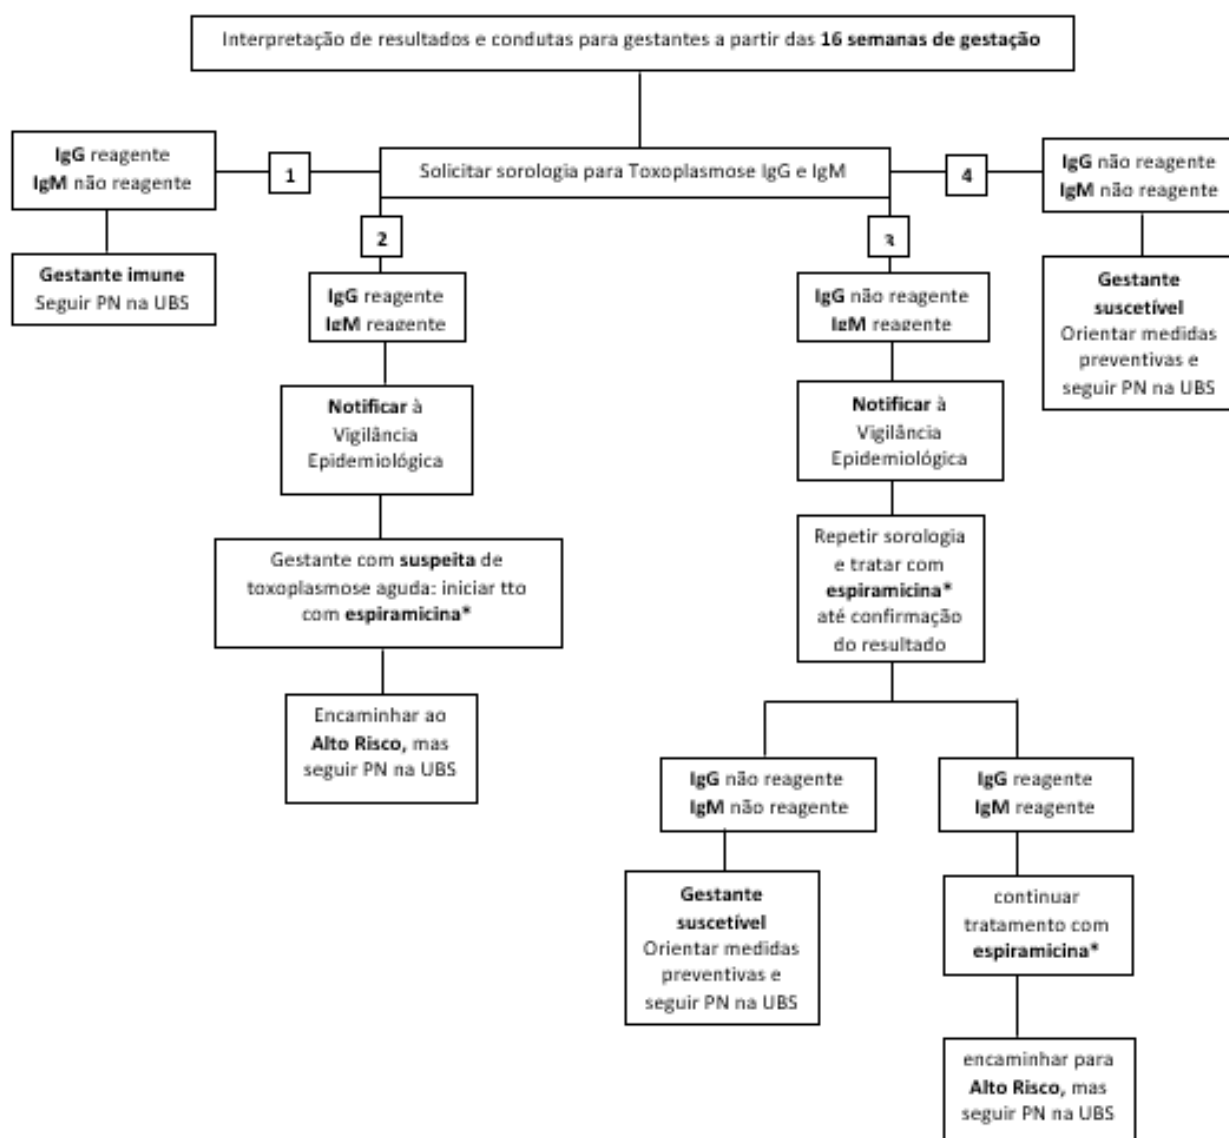 Interpretação de resultados e condutas para gestantes a partir das 16 semanas de gestação
Solicitar sorologia para Toxoplasmose IgG e IgM
1
IgG reagente
IgM não reagente
Gestante imune
Seguir PN na UBS
2
IgG reagente
IgM reagente
Notificar à
Vigilância
Epidemiológica
Gestante com suspeita de
toxoplasmose aguda: iniciar tto
com espiramicina*
Encaminhar ao
Alto Risco, mas
seguir PN na UBS
3
IgG não reagente
IgM reagente
Notificar à
Vigilância
Epidemiológica
Repetir sorologia
e tratar com
espiramicina*
até confirmação
do resultado
IgG não reagente
IgM não reagente
Gestante
suscetível
Orientar medidas
preventivas e
seguir PN na UBS
IgG reagente
IgM reagente
continuar
tratamento com
espiramicina*
encaminhar para
Alto Risco, mas
seguir PN na UBS
4
IgG não reagente
IgM não reagente
Gestante
suscetível
Orientar medidas
preventivas e
seguir PN na UBS